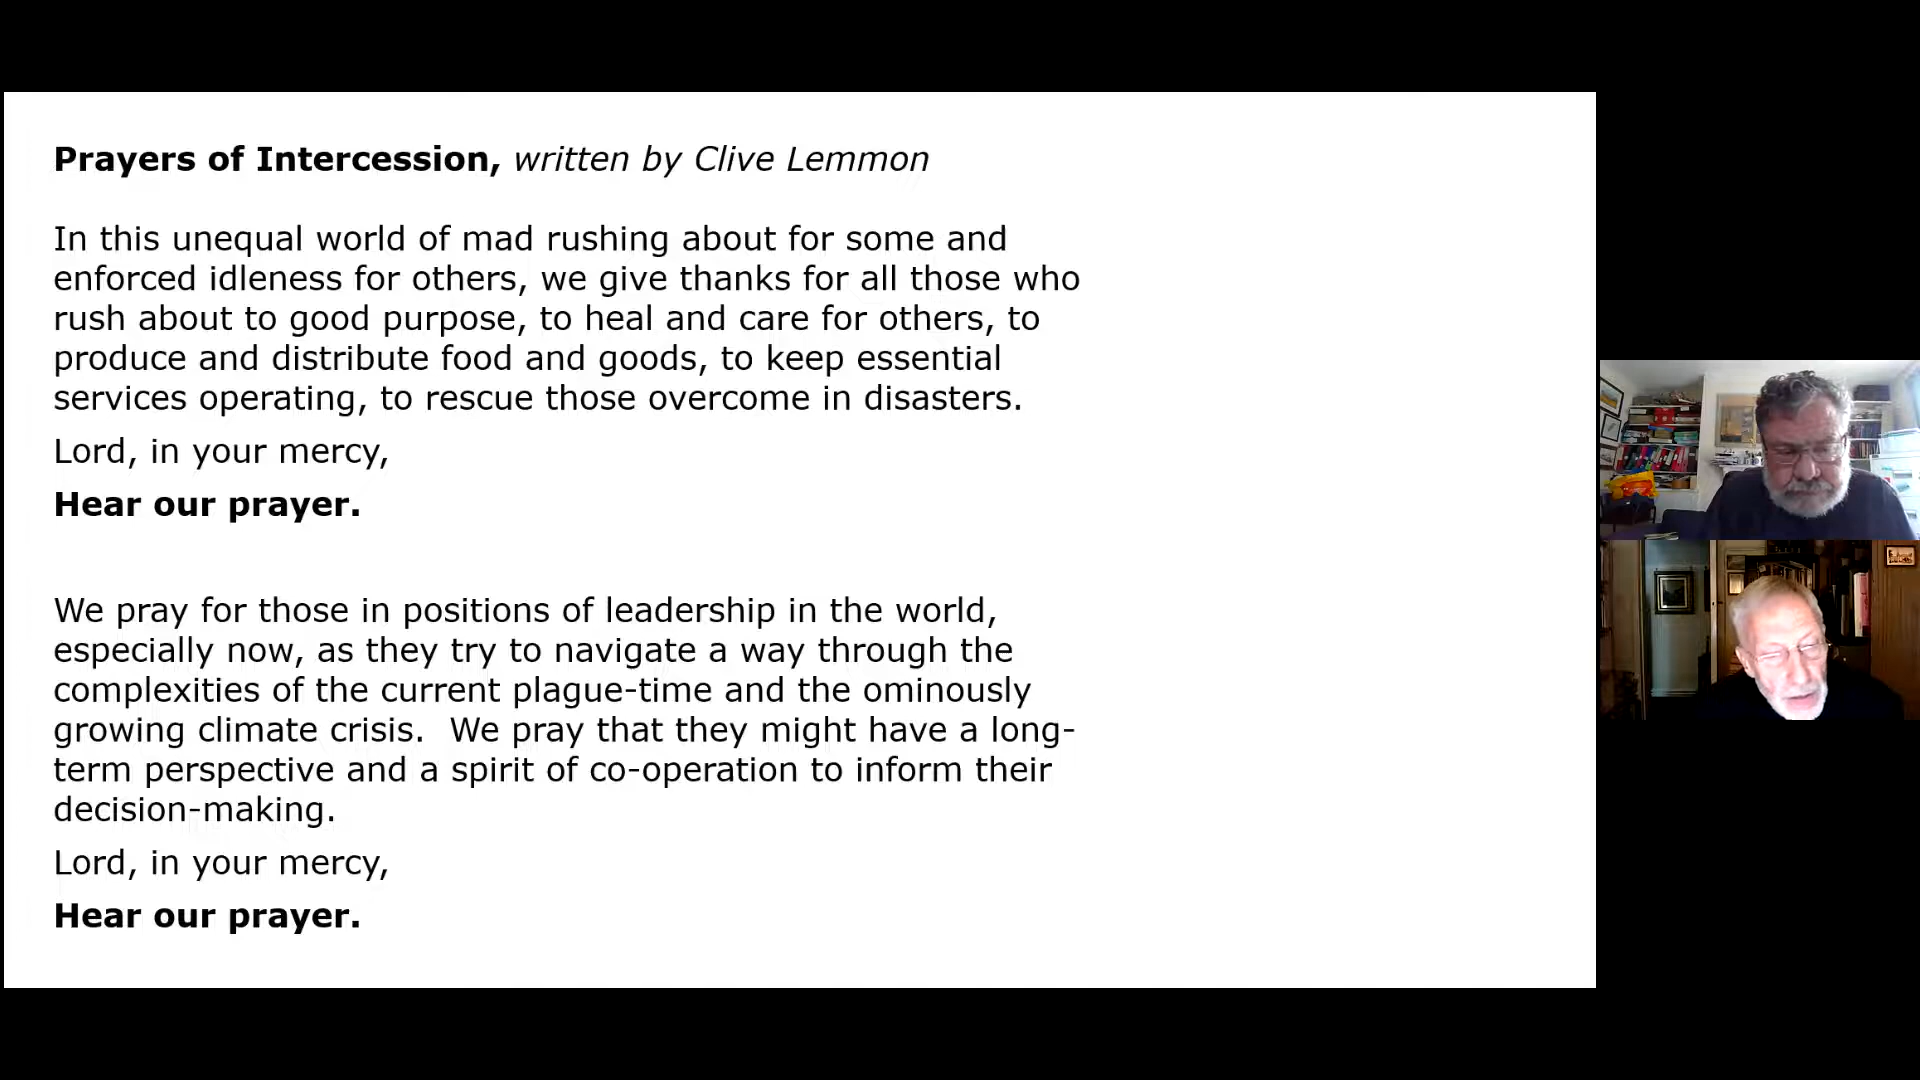 Prayers of Intercession, written by Clive Lemmon
In this unequal world of mad rushing about for some and
enforced idleness for others, we give thanks for all those who
rush about to good purpose, to heal and care for others, to
produce and distribute food and goods, to keep essential
services operating, to rescue those overcome in disasters.
Lord, in your mercy,
Hear our prayer.
We pray for those in positions of leadership in the world,
especially now, as they try to navigate a way through the
complexities of the current plague-time and the ominously
growing climate crisis.  We pray that they might have a long-
term perspective and a spirit of co-operation to inform their
decision-making.
Lord, in your mercy,
Hear our prayer.